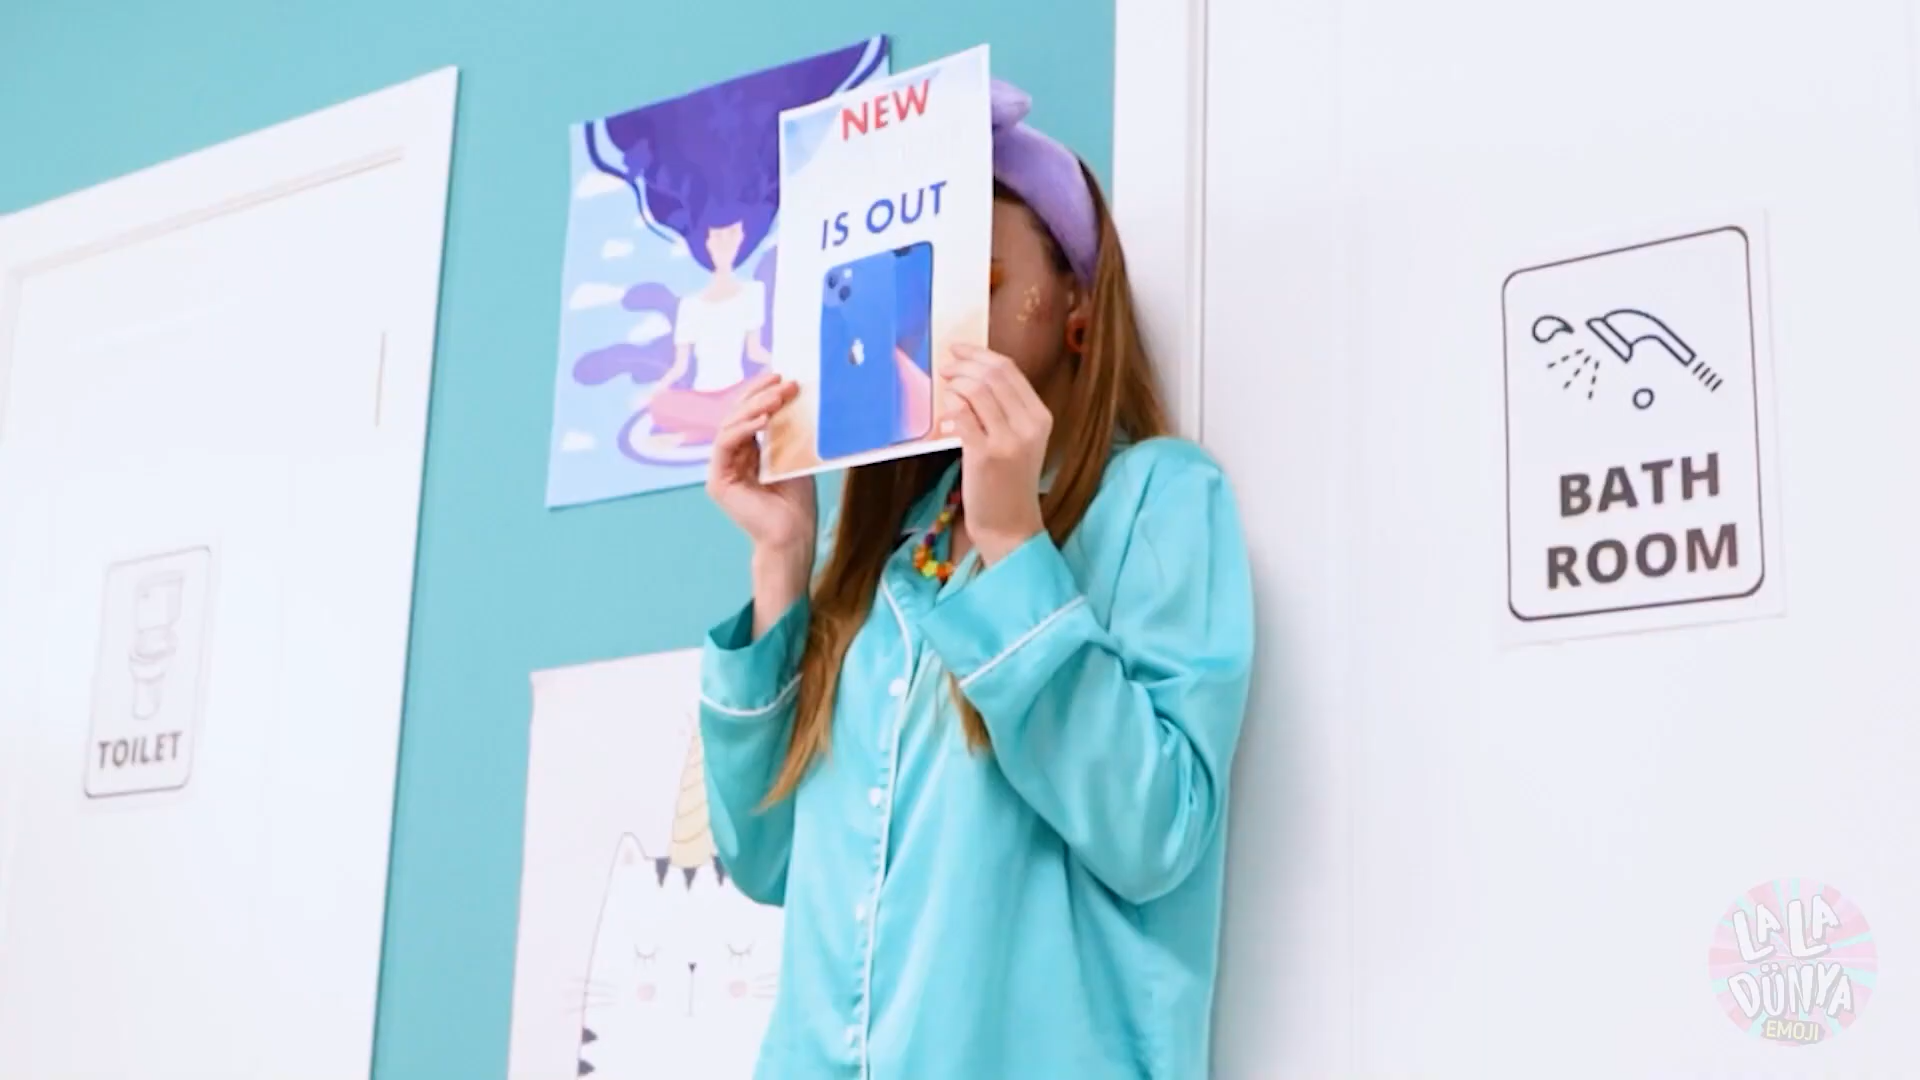 NEW
IS OUT
BATH
ROOM
TOILET
LA LA
DÜNYA
EMOJI